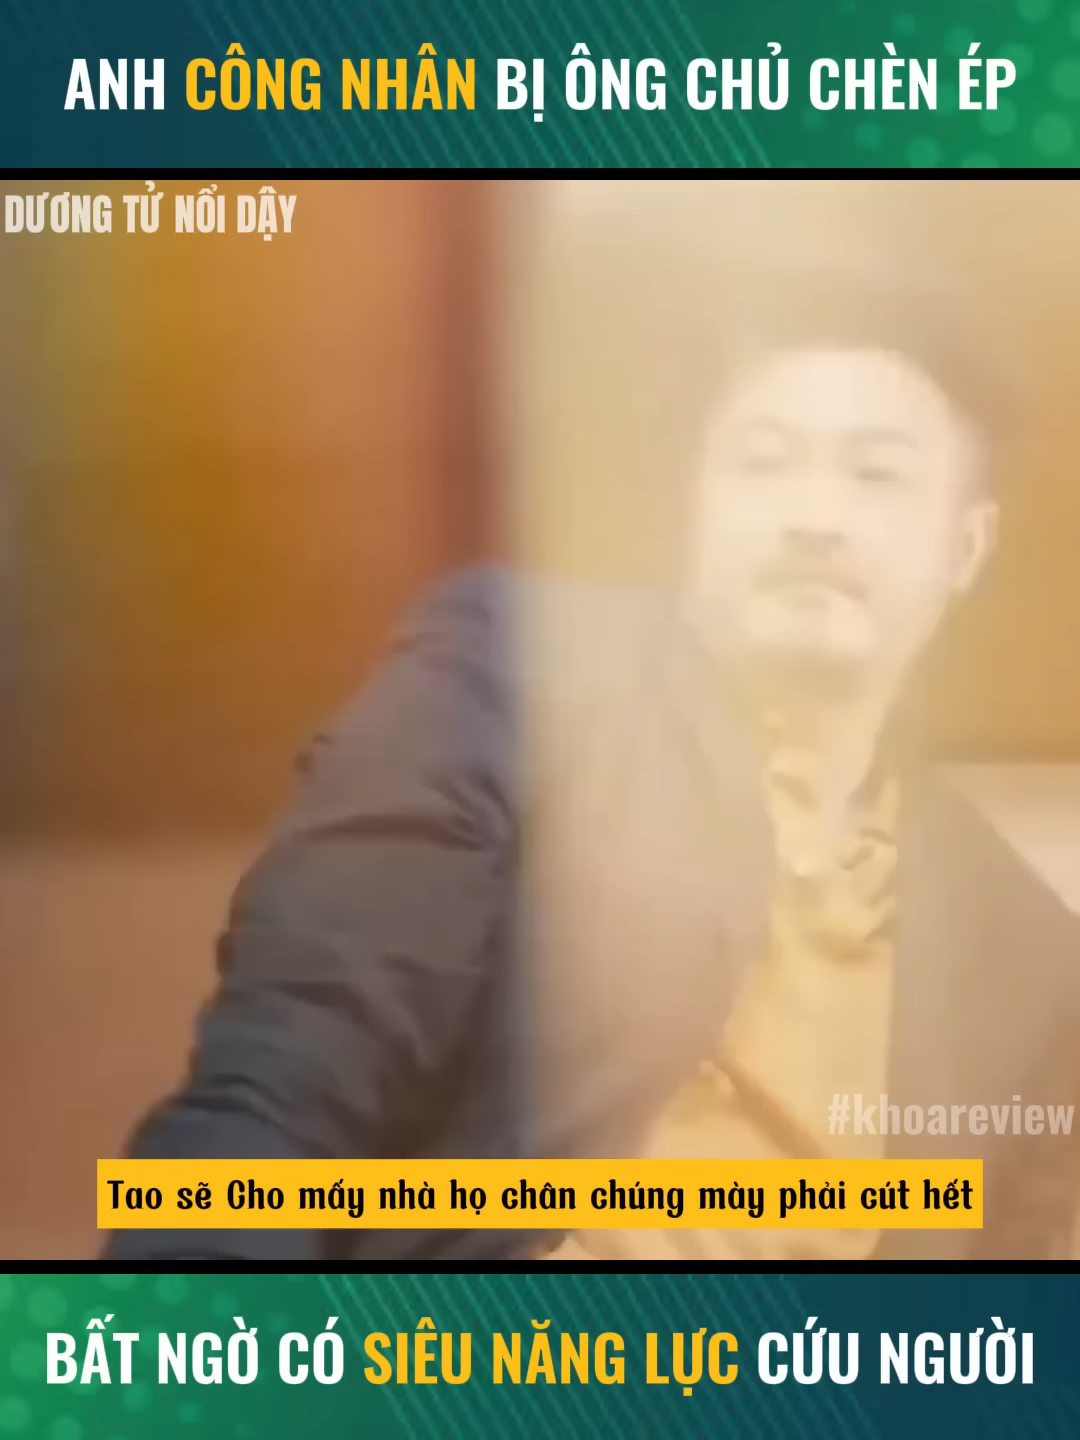 ANH CÔNG NHÂN BỊ ÔNG CHỦ CHÈN ÉP
DƯƠNG TỬ NỔI DẬY
#khoareview
Tao sẽ Cho mấy nhà họ chân chúng mày phải cút hết
BẤT NGỜ CÓ SIÊU NĂNG LỰC CỨU NGƯỜI